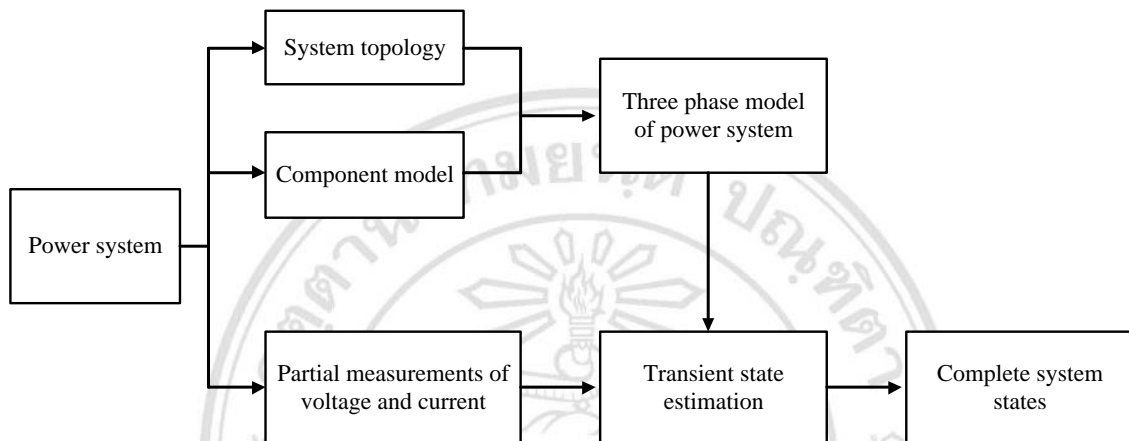 System topology
Three phase model
of power system
Component model
Power system
Partial measurements of
voltage and current
Transient state
estimation
Complete system
states